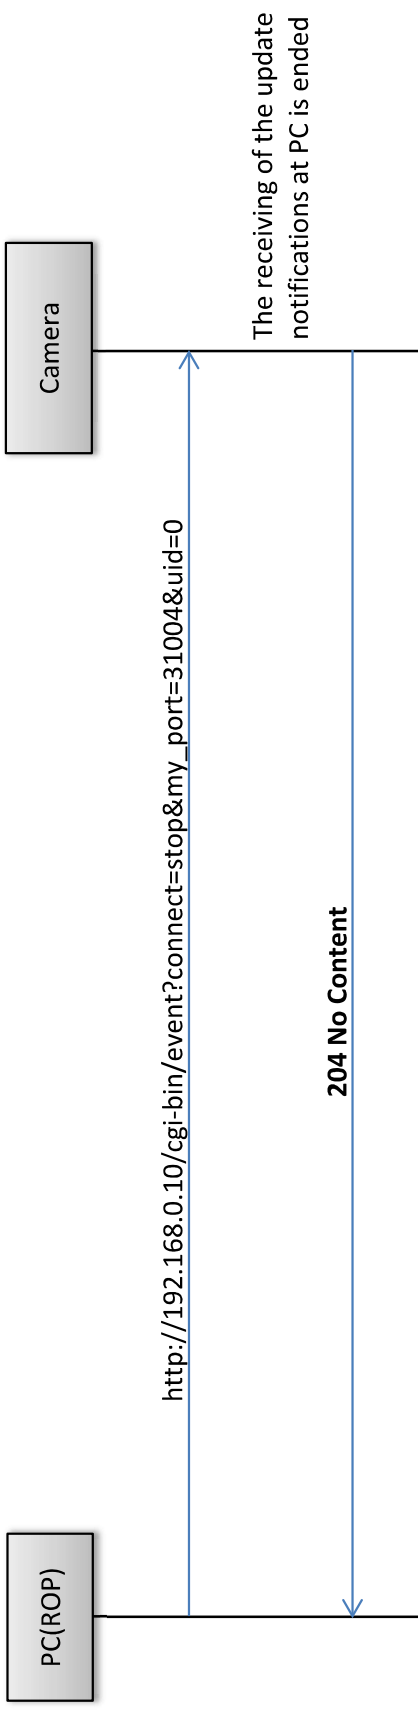 PC(ROP)
Camera
http://192.168.0.10/cgi-bin/event?connect=stop&my_port=31004&uid=0
The receiving of the update
notifications at PC is ended
204 No Content